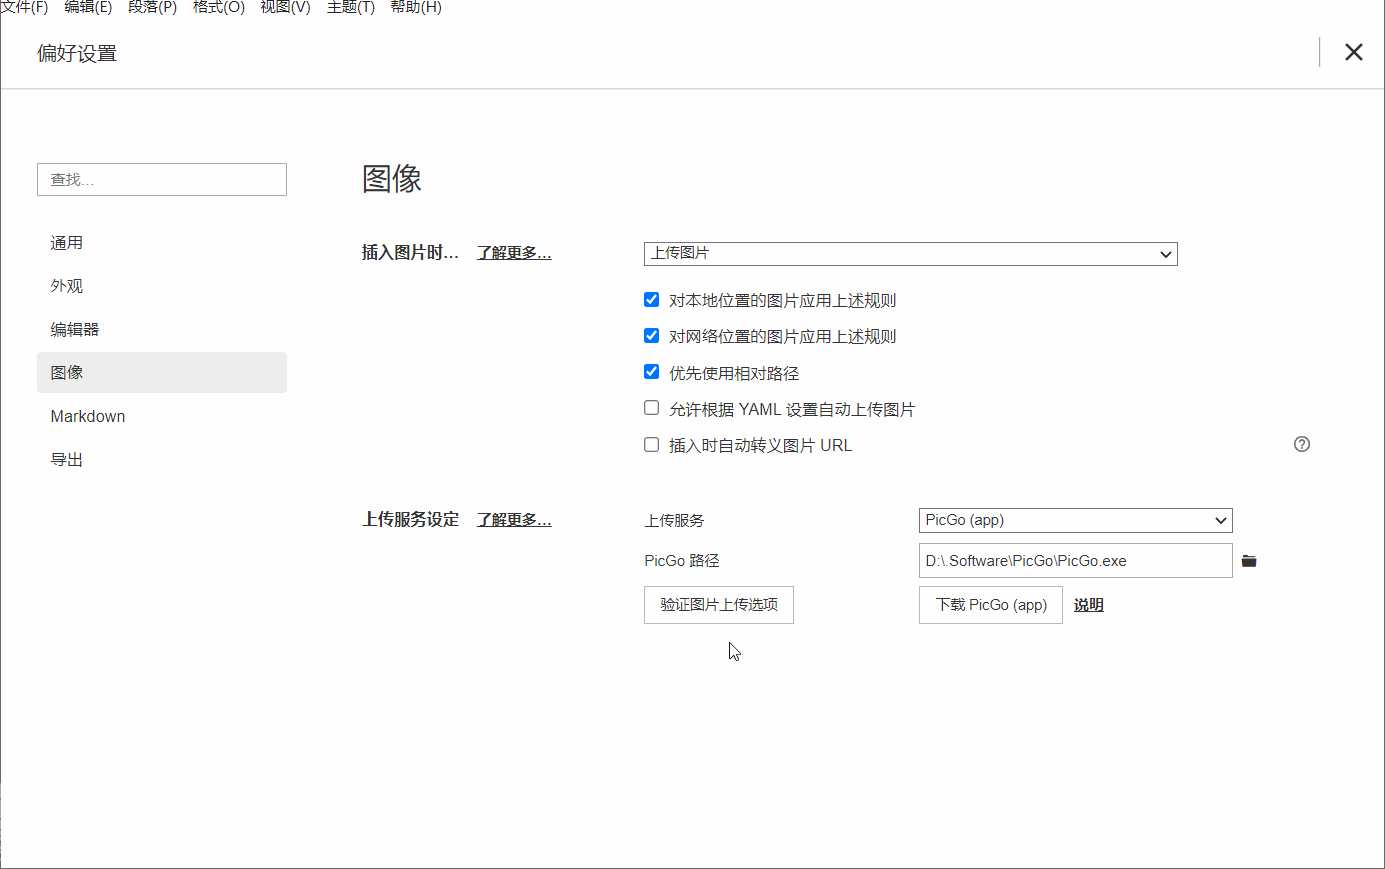 文件(F) 编辑(E) 段落(P) 格式(O) 视图(V) 主题(T) 帮助(H)
偏好设置
查找...
通用
外观
编辑器
图像
Markdown
导出
图像
插入图片时... 了解更多... 上传图片
对本地位置的图片应用上述规则
对网络位置的图片应用上述规则
优先使用相对路径
允许根据 YAML 设置自动上传图片
插入时自动转义图片 URL
上传服务设定 了解更多... 上传服务 PicGo (app)
PicGo 路径 D:\.Software\PicGo\PicGo.exe
验证图片上传选项 下载 PicGo (app) 说明